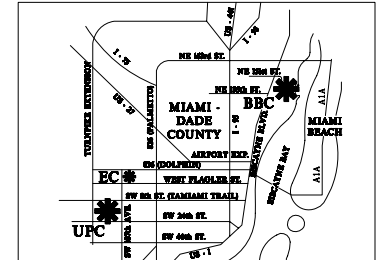 US - 441
I - 95
I - 75
NE 163rd ST.
NE 151st ST.
US - 27
NE 135th ST.
BBC
TURNPIKE EXTENSION
826 (PALMETTO)
MIAMI -
DADE
COUNTY
I - 95
BISCAYNE BLVD.
A1A
MIAMI
BEACH
AIRPORT EXP.
836 (DOLPHIN)
BISCAYNE BAY
EC
WEST FLAGLER ST.
A1A
SW 8th ST. (TAMIAMI TRAIL)
UPC
SW 107th AVE.
SW 24th ST.
SW 40th ST.
US - 1